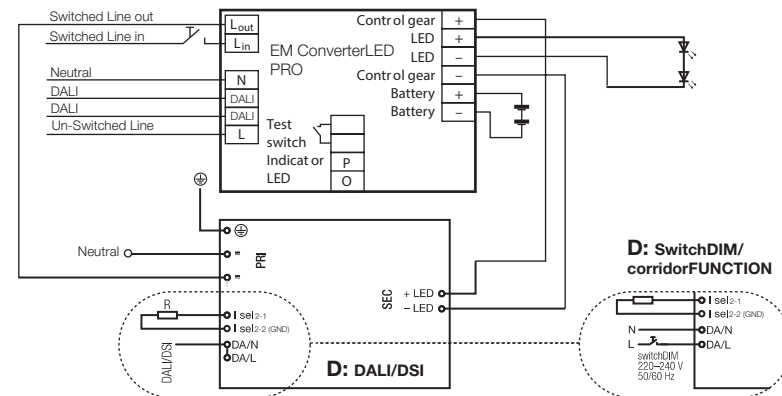 Switched Line out
Switched Line in
Neutral
DALI
DALI
Un-Switched Line
Lout
Lin
N
DALI
DALI
L
EM ConverterLED
PRO
Test
switch
Indicat or
LED
P
O
Control gear +
LED +
LED –
Control gear –
Battery +
Battery –
Neutral
PRI
SEC
+ LED
– LED
R
I sel2-1
I sel2-2 (GND)
DA/N
DA/L
DALI/DSI
D: DALI/DSI
D: SwitchDIM/
corridorFUNCTION
I sel2-1
I sel2-2 (GND)
N DA/N
L DA/L
switchDIM
220–240 V
50/60 Hz